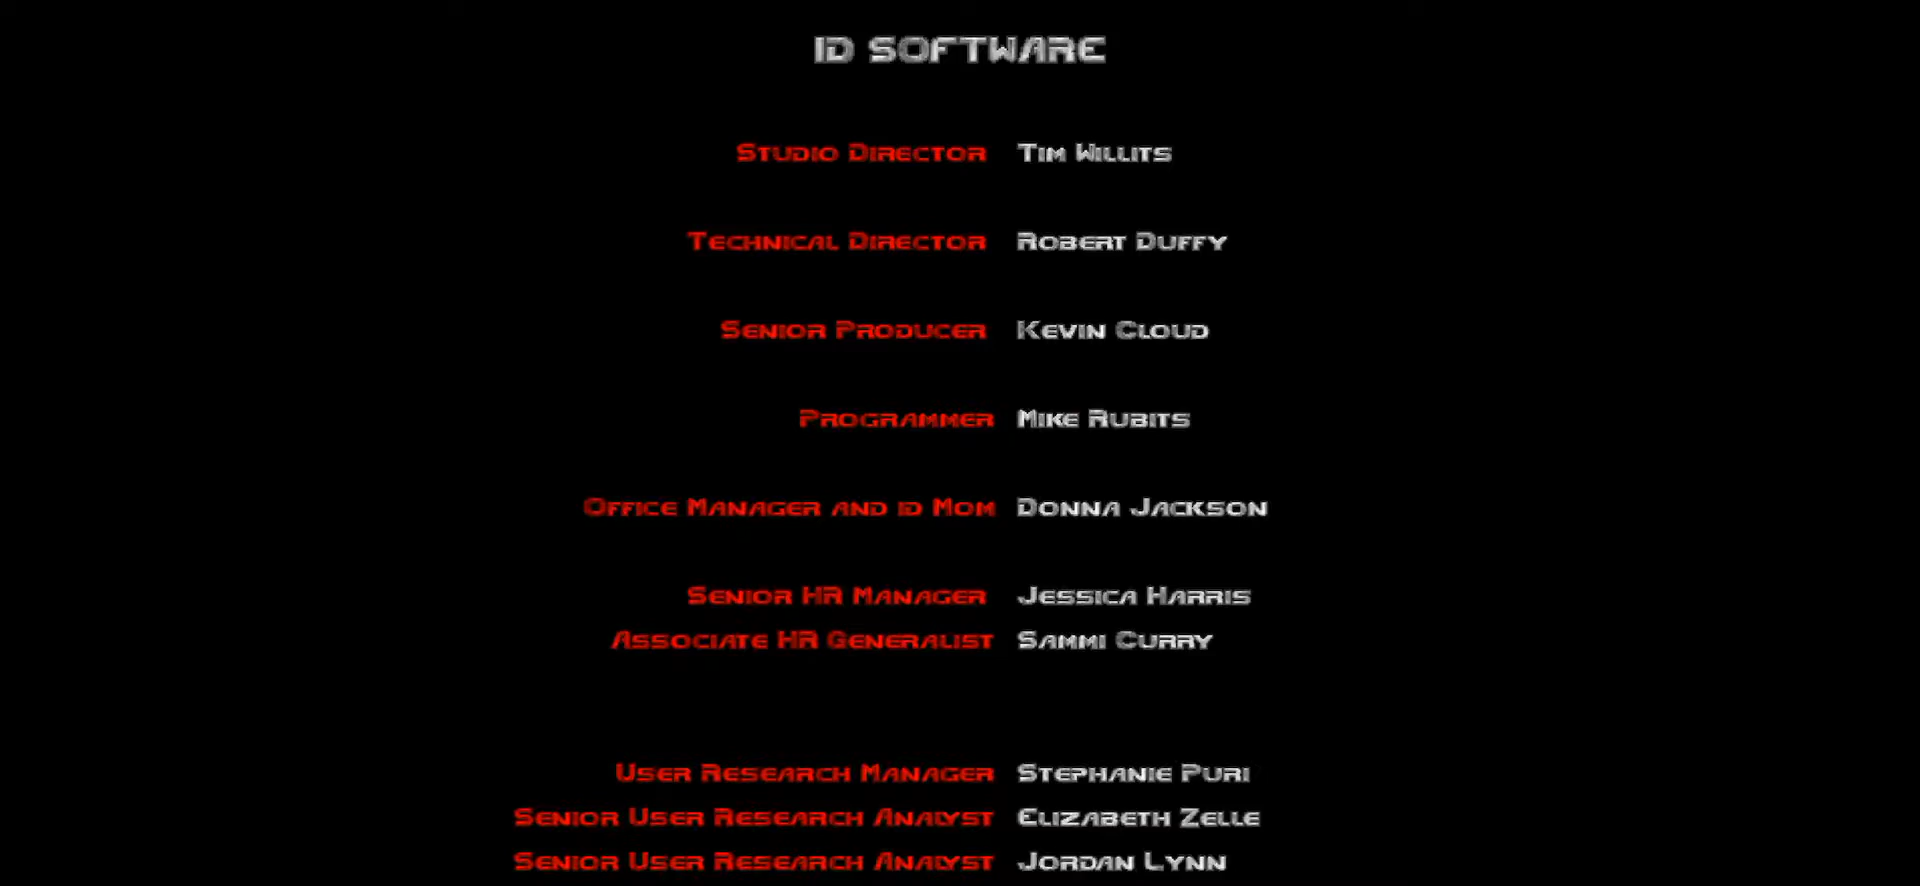 ID SOFTWARE
STUDIO DIRECTOR TIM WILLITS
TECHNICAL DIRECTOR ROBERT DUFFY
SENIOR PRODUCER KEVIN CLOUD
PROGRAMMER MIKE RUBITS
OFFICE MANAGER AND ID MOM DONNA JACKSON
SENIOR HR MANAGER JESSICA HARRIS
ASSOCIATE HR GENERALIST SAMMI CURRY
USER RESEARCH MANAGER STEPHANIE PURI
SENIOR USER RESEARCH ANALYST ELIZABETH ZELLE
SENIOR USER RESEARCH ANALYST JORDAN LYNN